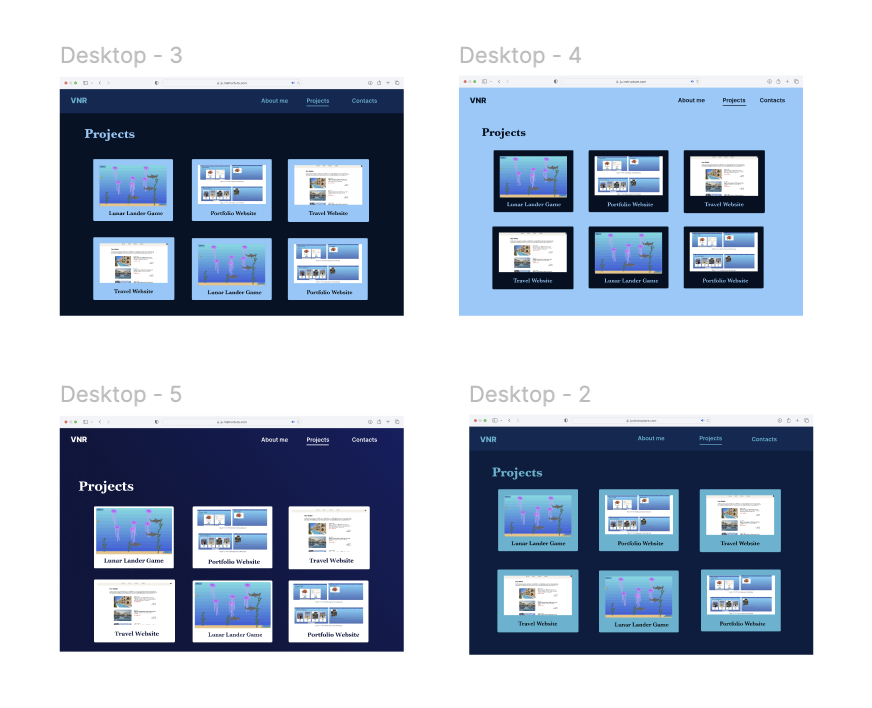 Desktop - 3
Desktop - 4
VNR
About me
Projects
Contacts
Projects
Lunar Lander Game
Portfolio Website
Travel Website
Travel Website
Lunar Lander Game
Portfolio Website
VNR
About me
Projects
Contacts
Projects
Lunar Lander Game
Portfolio Website
Travel Website
Travel Website
Lunar Lander Game
Portfolio Website
Desktop - 5
Desktop - 2
VNR
About me
Projects
Contacts
Projects
Lunar Lander Game
Portfolio Website
Travel Website
Travel Website
Lunar Lander Game
Portfolio Website
VNR
About me
Projects
Contacts
Projects
Lunar Lander Game
Portfolio Website
Travel Website
Travel Website
Lunar Lander Game
Portfolio Website